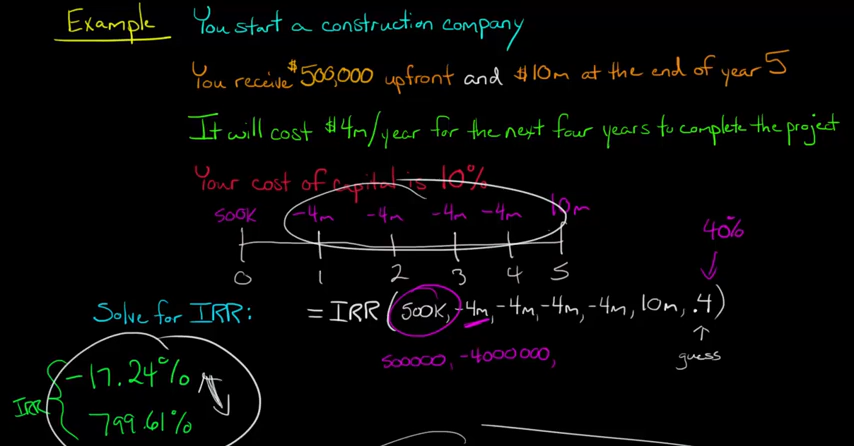 Example
You start a construction company
You receive $500,000 upfront and $10m at the end of year 5
It will cost $4m/year for the next four years to complete the project
Your cost of capital is 10%
500K -4m -4m -4m -4m 10m
40%
0 1 2 3 4 5
Solve for IRR: =IRR(500K, -4m, -4m, -4m, -4m, 10m, .4)
500000, -4000000,
guess
IRR
-17.24%
799.61%